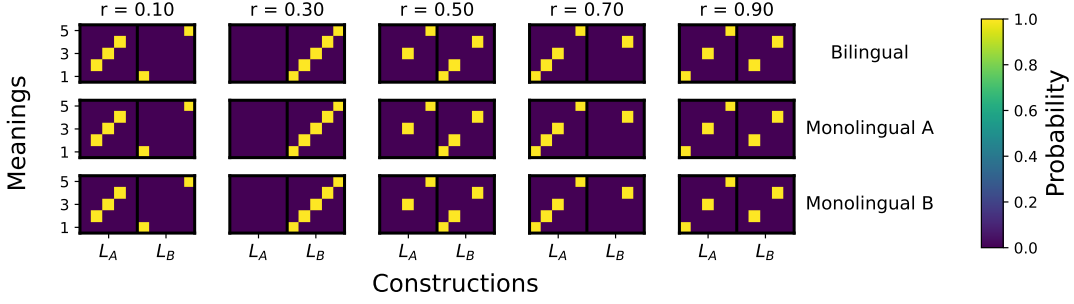 r = 0.10 r = 0.30 r = 0.50 r = 0.70 r = 0.90
5
3
1
Bilingual
5
3
1
Monolingual A
5
3
1
Monolingual B
Meanings
L_A L_B L_A L_B L_A L_B L_A L_B L_A L_B
Constructions
1.0
0.8
0.6
0.4
0.2
0.0
Probability